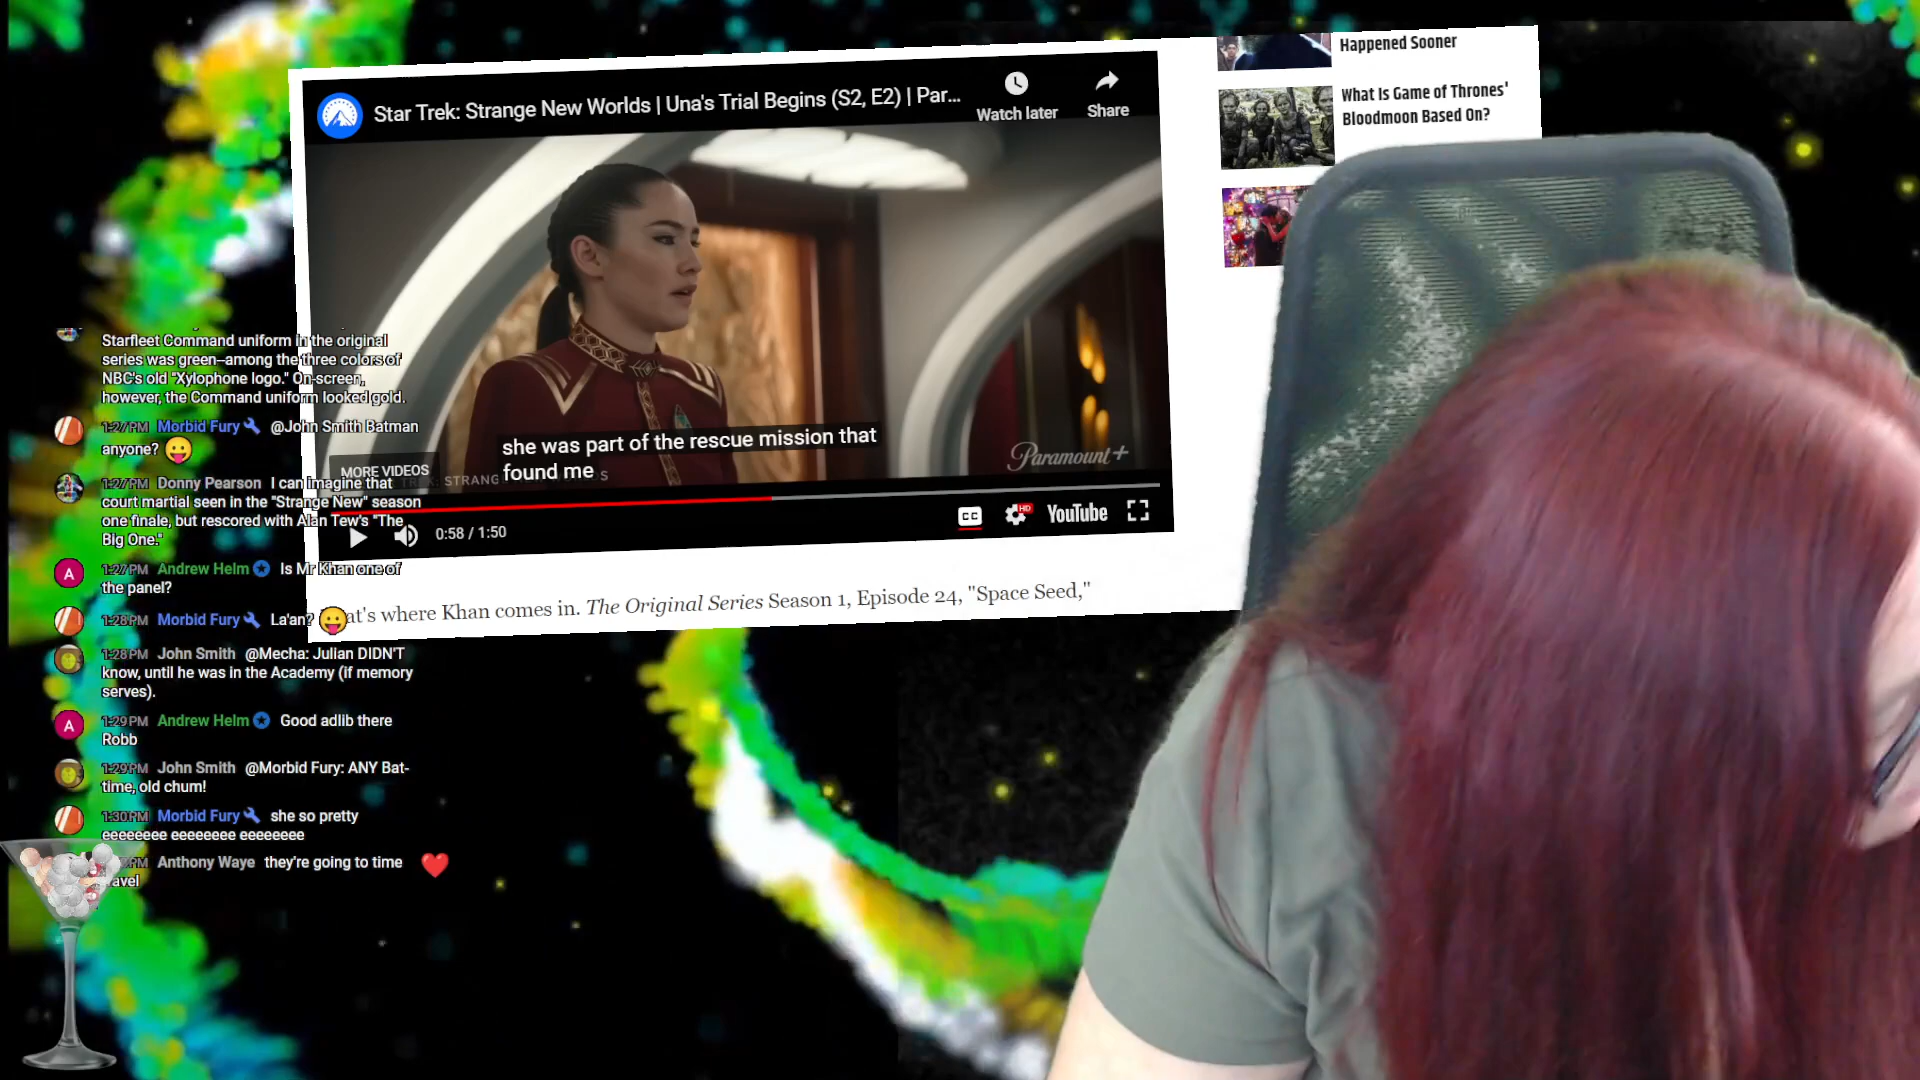 Happened Sooner
What Is Game of Thrones'
Bloodmoon Based On?
Star Trek: Strange New Worlds | Una's Trial Begins (S2, E2) | Par...
Watch later
Share
she was part of the rescue mission that
found me
MORE VIDEOS
Paramount+
0:58 / 1:50
CC
HD
YouTube
at's where Khan comes in. The Original Series Season 1, Episode 24, "Space Seed,"
Starfleet Command uniform in the original
series was green–among the three colors of
NBC's old "Xylophone logo." On-screen,
however, the Command uniform looked gold.
1:27PM Morbid Fury @John Smith Batman
anyone? 😛
1:27PM Donny Pearson I can imagine that
court martial seen in the "Strange New" season
one finale, but rescored with Alan Tew's "The
Big One."
A
1:27PM Andrew Helm Is Mr Khan one of
the panel?
1:28PM Morbid Fury La'an? 😛
1:28PM John Smith @Mecha: Julian DIDN'T
know, until he was in the Academy (if memory
serves).
A
1:29PM Andrew Helm Good adlib there
Robb
1:29PM John Smith @Morbid Fury: ANY Bat-
time, old chum!
1:30PM Morbid Fury she so pretty
eeeeeeee eeeeeeee eeeeeeee
PM Anthony Waye they're going to time
avel